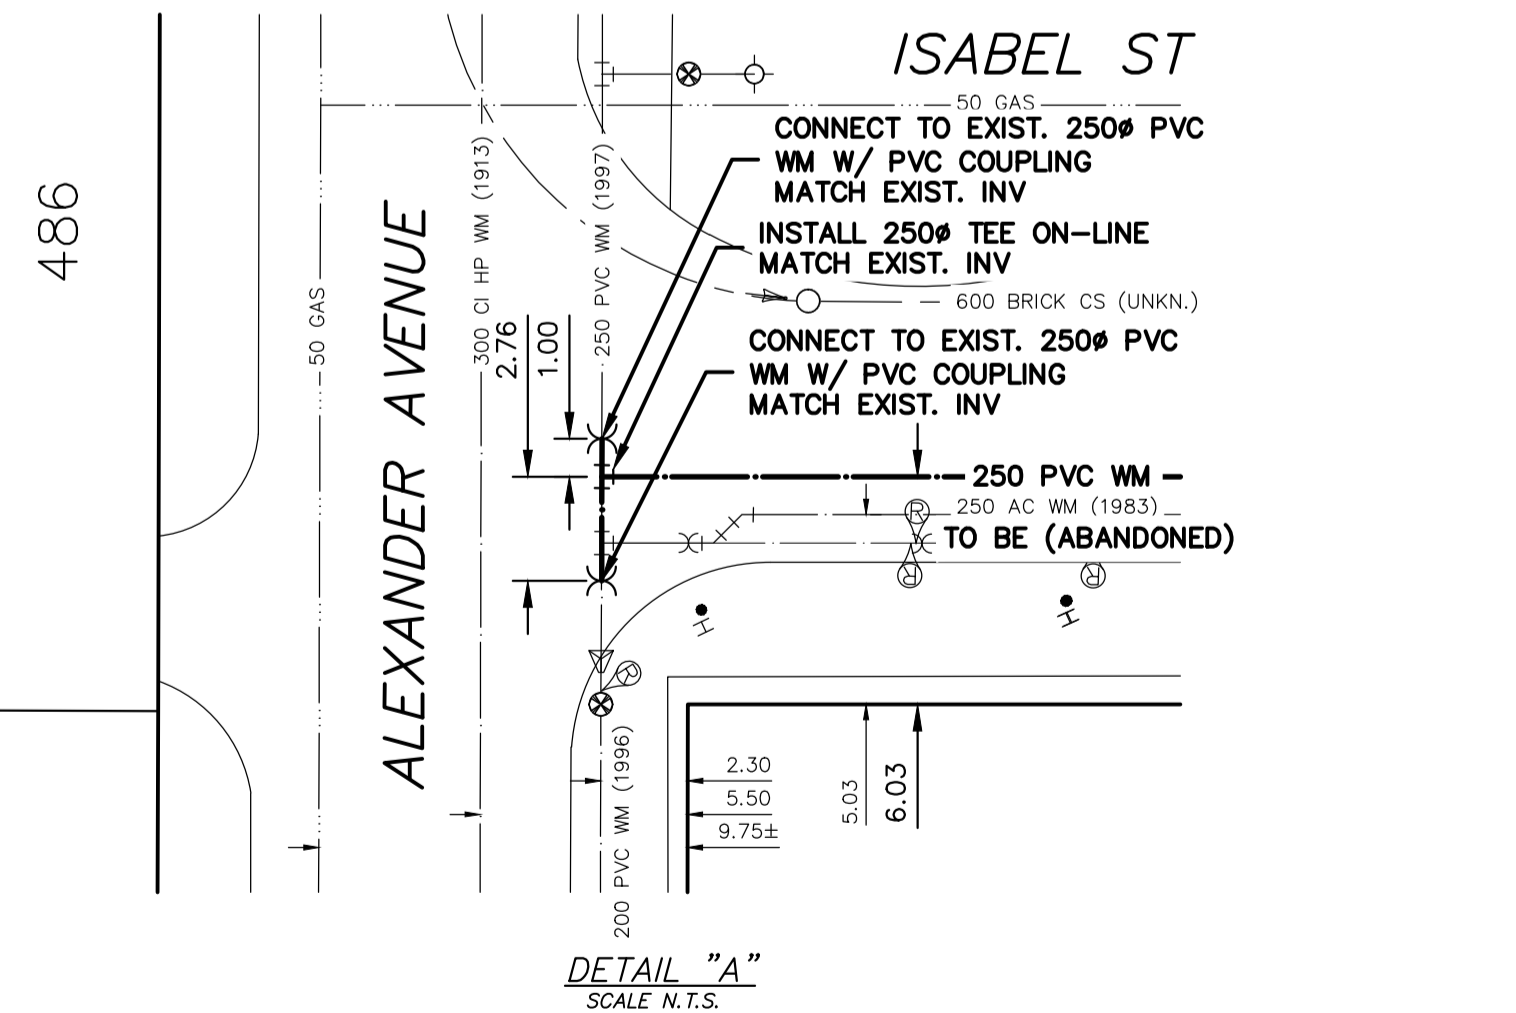 ISABEL ST
50 GAS
CONNECT TO EXIST. 250ø PVC
WM W/ PVC COUPLING
MATCH EXIST. INV
INSTALL 250ø TEE ON-LINE
MATCH EXIST. INV
600 BRICK CS (UNKN.)
CONNECT TO EXIST. 250ø PVC
WM W/ PVC COUPLING
MATCH EXIST. INV
250 PVC WM
250 AC WM (1983)
TO BE (ABANDONED)
486
50 GAS
ALEXANDER AVENUE
300 CI HP WM (1913)
250 PVC WM (1997)
2.76
1.00
R
R
R
H
H
R
200 PVC WM (1996)
2.30
5.50
9.75±
5.03
6.03
DETAIL "A"
SCALE N.T.S.